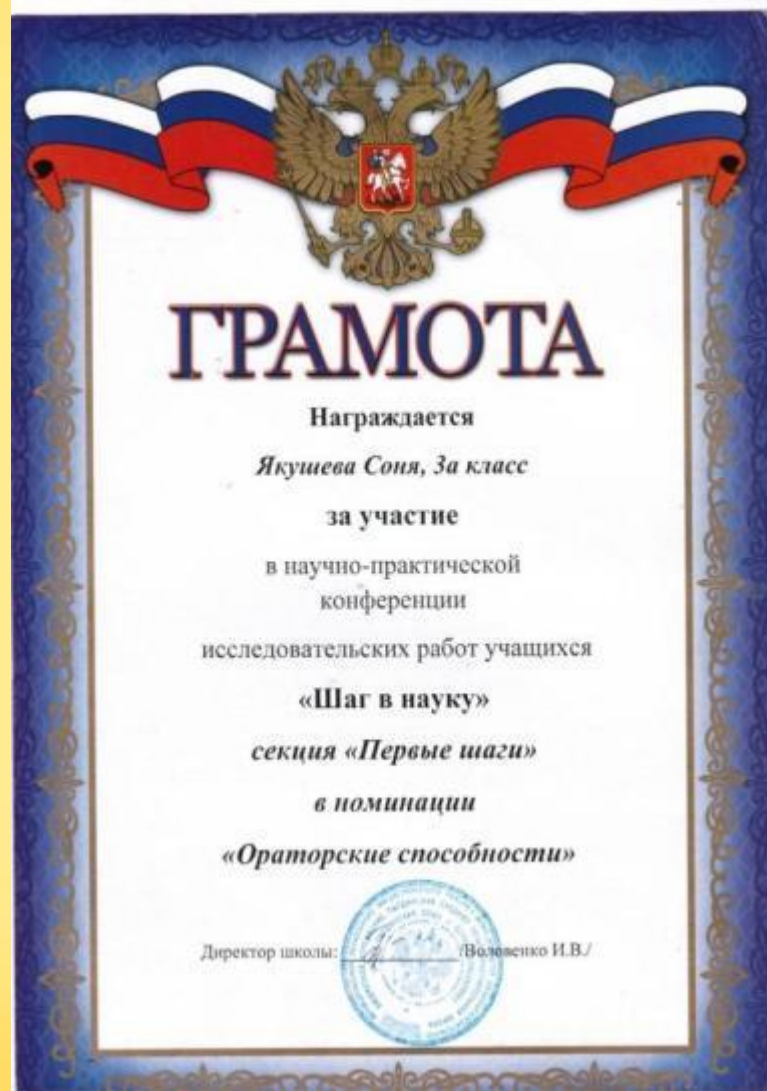 ГРАМОТА
Награждается
Якушева Соня, 3а класс
за участие
в научно-практической
конференции
исследовательских работ учащихся
«Шаг в науку»
секция «Первые шаги»
в номинации
«Ораторские способности»
Директор школы: /Воловенко И.В./